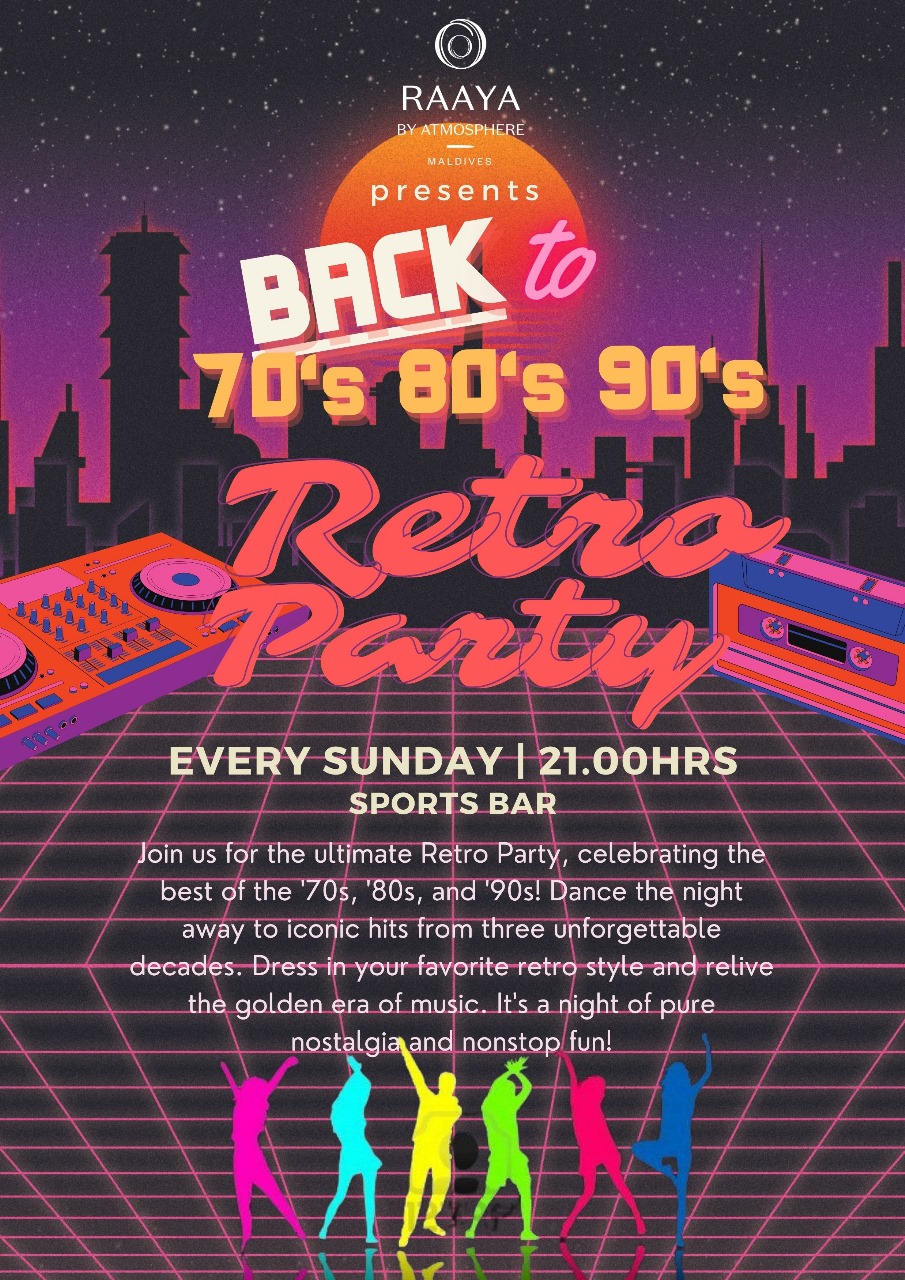 RAAYA
BY ATMOSPHERE
MALDIVES
presents
BACK to
70's 80's 90's
Retro
Party
EVERY SUNDAY | 21.00HRS
SPORTS BAR
Join us for the ultimate Retro Party, celebrating the
best of the '70s, '80s, and '90s! Dance the night
away to iconic hits from three unforgettable
decades. Dress in your favorite retro style and relive
the golden era of music. It's a night of pure
nostalgia and nonstop fun!